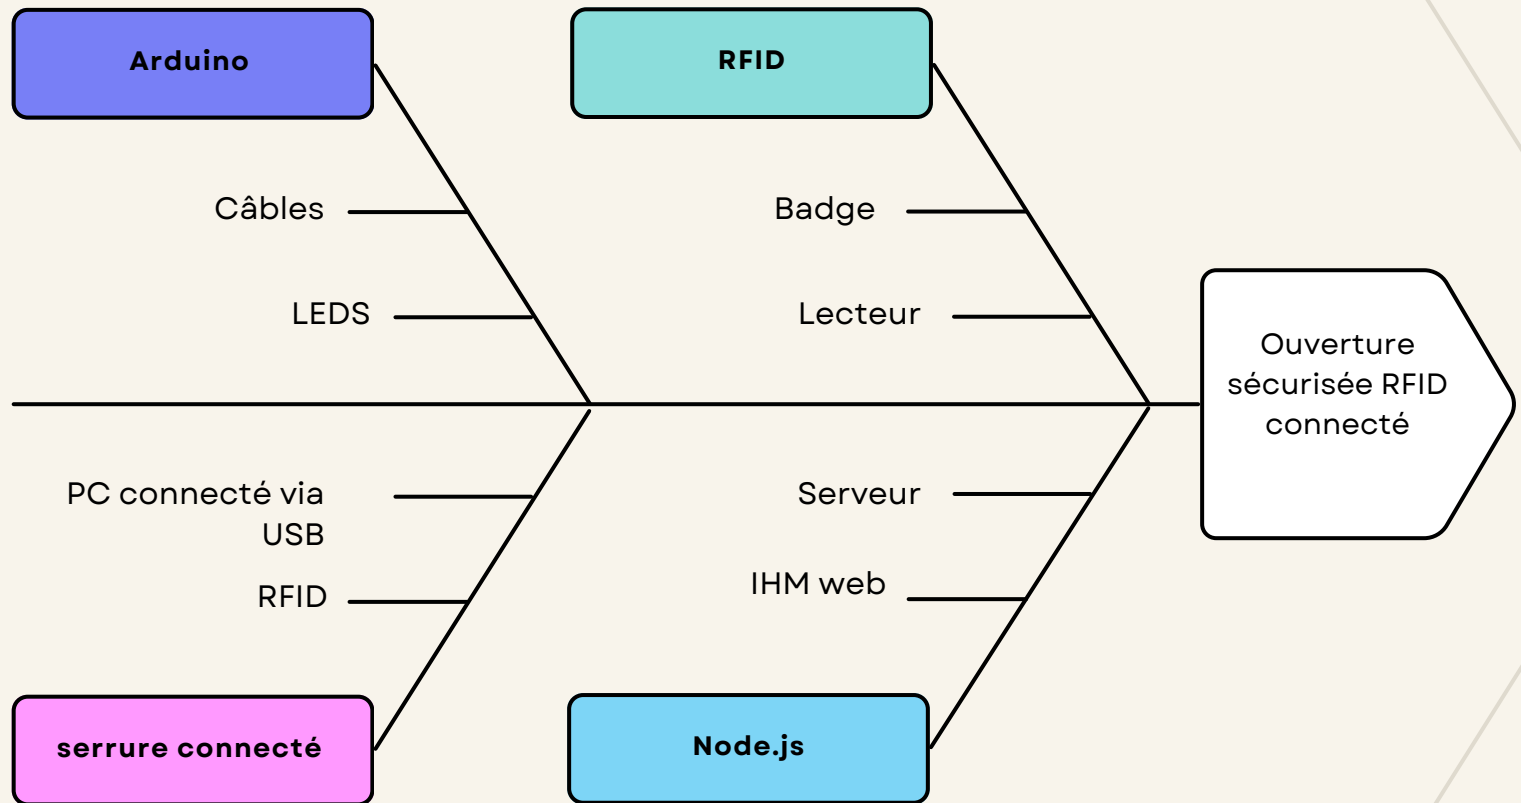 Arduino
RFID
Câbles
Badge
LEDS
Lecteur
Ouverture
sécurisée RFID
connecté
PC connecté via
USB
Serveur
RFID
IHM web
serrure connecté
Node.js